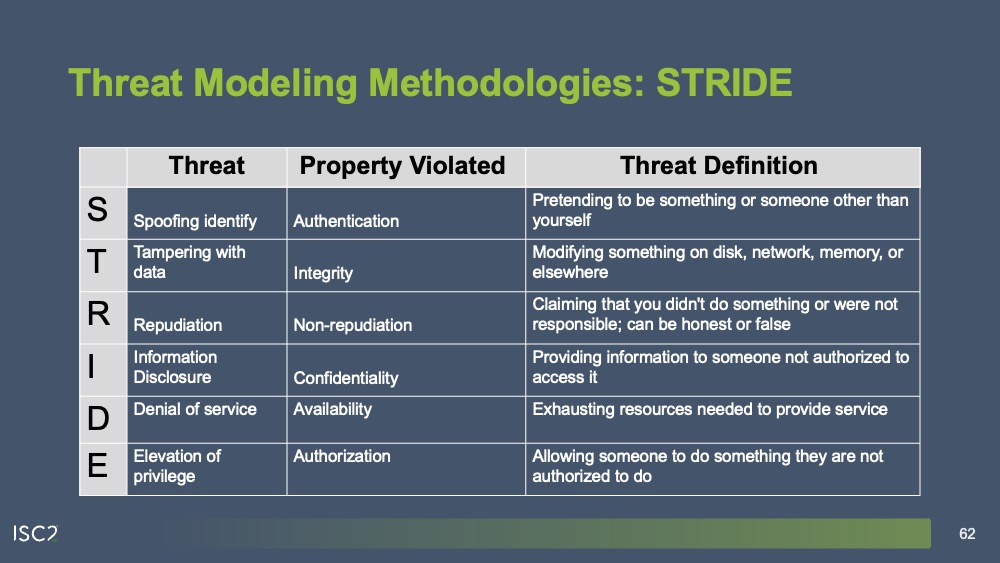 Threat Modeling Methodologies: STRIDE
Threat Property Violated Threat Definition
S Spoofing identify Authentication Pretending to be something or someone other than
yourself
T Tampering with
data Integrity Modifying something on disk, network, memory, or
elsewhere
R Repudiation Non-repudiation Claiming that you didn't do something or were not
responsible; can be honest or false
I Information
Disclosure Confidentiality Providing information to someone not authorized to
access it
D Denial of service Availability Exhausting resources needed to provide service
E Elevation of
privilege Authorization Allowing someone to do something they are not
authorized to do
ISC2 62